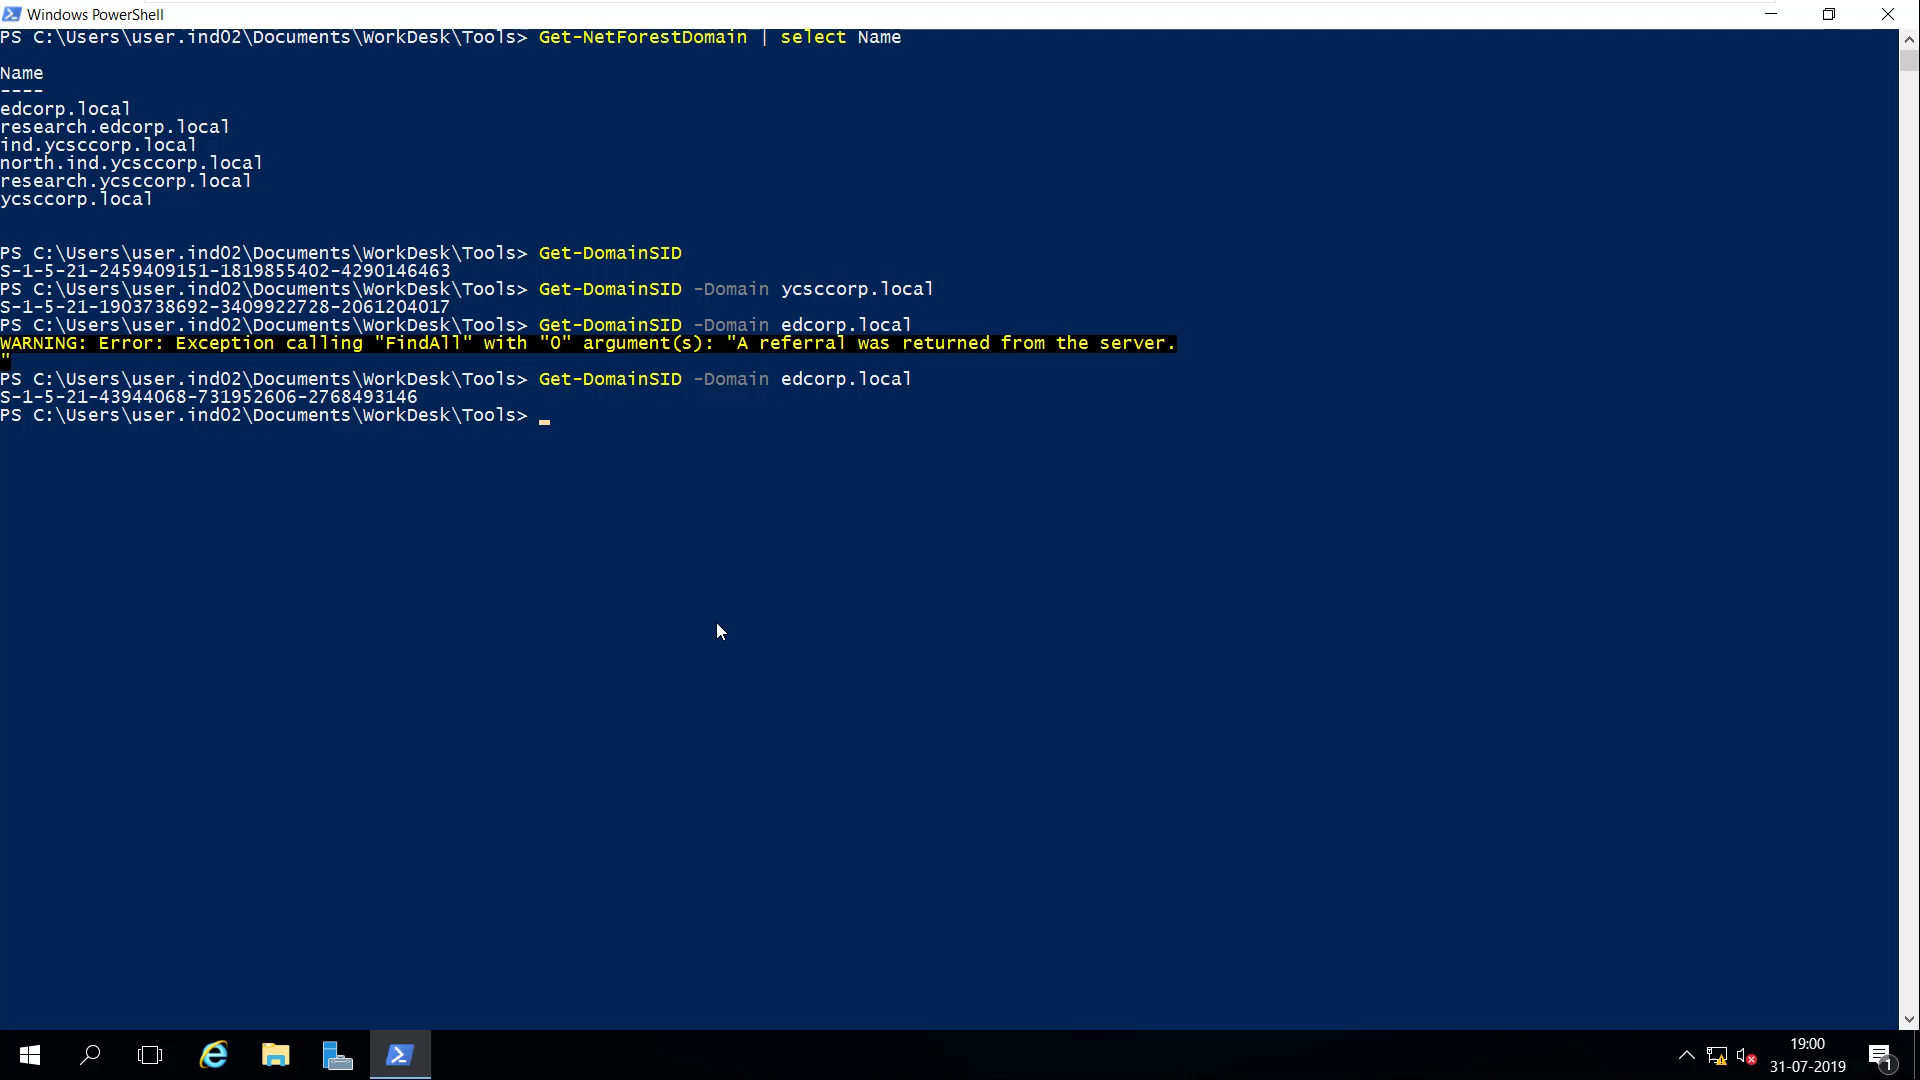 Windows PowerShell
PS C:\Users\user.ind02\Documents\WorkDesk\Tools> Get-NetForestDomain | select Name
Name
----
edcorp.local
research.edcorp.local
ind.ycsccorp.local
north.ind.ycsccorp.local
research.ycsccorp.local
ycsccorp.local
PS C:\Users\user.ind02\Documents\WorkDesk\Tools> Get-DomainSID
S-1-5-21-2459409151-1819855402-4290146463
PS C:\Users\user.ind02\Documents\WorkDesk\Tools> Get-DomainSID -Domain ycsccorp.local
S-1-5-21-1903738692-3409922728-2061204017
PS C:\Users\user.ind02\Documents\WorkDesk\Tools> Get-DomainSID -Domain edcorp.local
WARNING: Error: Exception calling "FindAll" with "0" argument(s): "A referral was returned from the server.
"
PS C:\Users\user.ind02\Documents\WorkDesk\Tools> Get-DomainSID -Domain edcorp.local
S-1-5-21-43944068-731952606-2768493146
PS C:\Users\user.ind02\Documents\WorkDesk\Tools>
19:00
31-07-2019
1